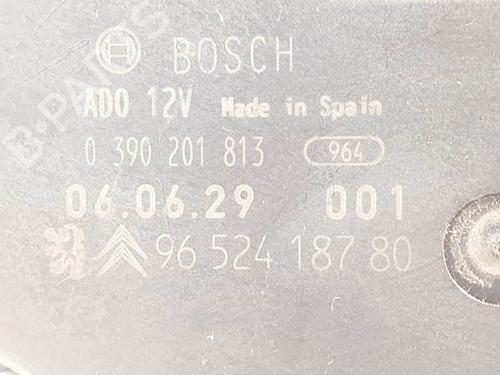 BOSCH
ADO 12V Made in Spain
0 390 201 813 964
06.06.29 001
96 524 187 80
B-PARTS